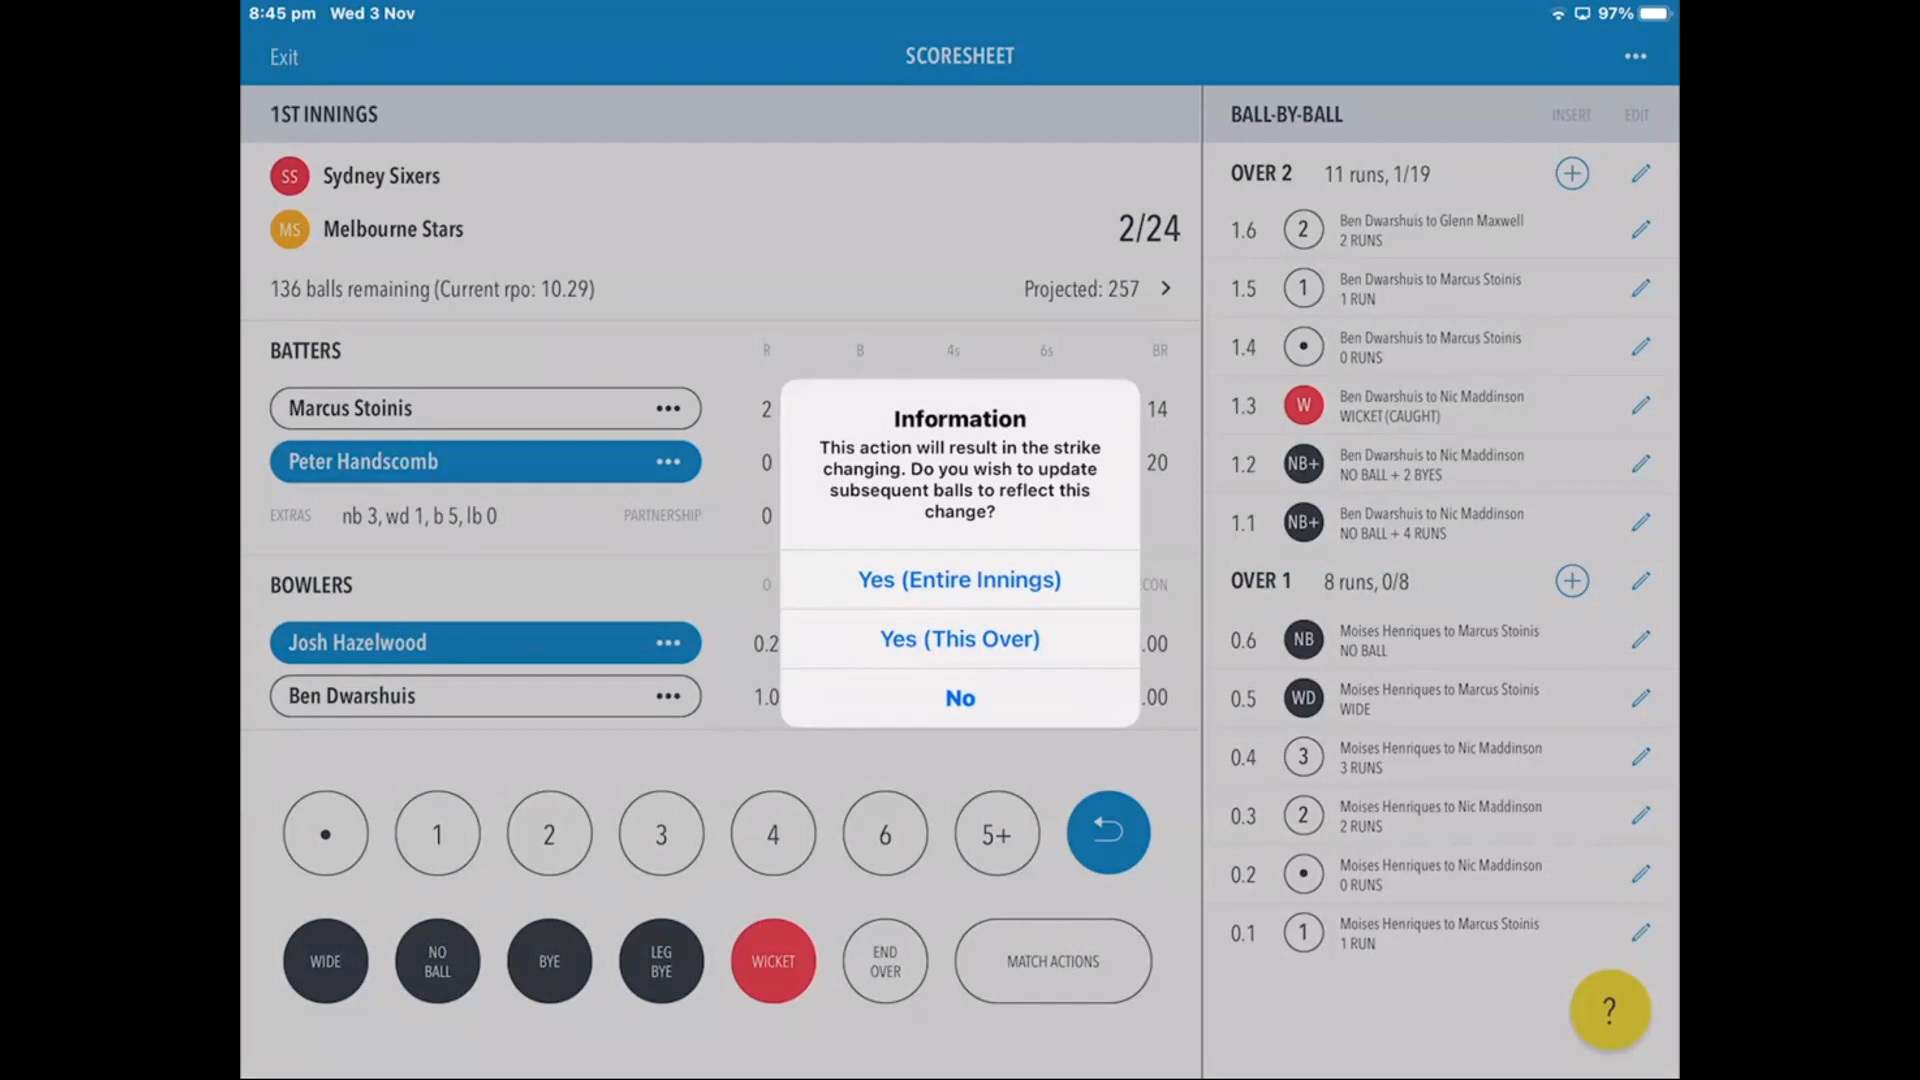 8:45 pm Wed 3 Nov
97%
Exit
SCORESHEET
1ST INNINGS
SS Sydney Sixers
MS Melbourne Stars
2/24
136 balls remaining (Current rpo: 10.29)
Projected: 257
BATTERS R B 4s 6s BR
Marcus Stoinis 2 14
Peter Handscomb 0 20
EXTRAS nb 3, wd 1, b 5, lb 0 PARTNERSHIP 0
BOWLERS O CON
Josh Hazelwood 0.2 .00
Ben Dwarshuis 1.0 .00
Information
This action will result in the strike
changing. Do you wish to update
subsequent balls to reflect this
change?
Yes (Entire Innings)
Yes (This Over)
No
1 2 3 4 6 5+
WIDE
NO
BALL
BYE
LEG
BYE
WICKET
END
OVER
MATCH ACTIONS
BALL-BY-BALL INSERT EDIT
OVER 2 11 runs, 1/19
1.6 2 Ben Dwarshuis to Glenn Maxwell
2 RUNS
1.5 1 Ben Dwarshuis to Marcus Stoinis
1 RUN
1.4 Ben Dwarshuis to Marcus Stoinis
0 RUNS
1.3 W Ben Dwarshuis to Nic Maddinson
WICKET (CAUGHT)
1.2 NB+ Ben Dwarshuis to Nic Maddinson
NO BALL + 2 BYES
1.1 NB+ Ben Dwarshuis to Nic Maddinson
NO BALL + 4 RUNS
OVER 1 8 runs, 0/8
0.6 NB Moises Henriques to Marcus Stoinis
NO BALL
0.5 WD Moises Henriques to Marcus Stoinis
WIDE
0.4 3 Moises Henriques to Nic Maddinson
3 RUNS
0.3 2 Moises Henriques to Nic Maddinson
2 RUNS
0.2 Moises Henriques to Nic Maddinson
0 RUNS
0.1 1 Moises Henriques to Marcus Stoinis
1 RUN
?